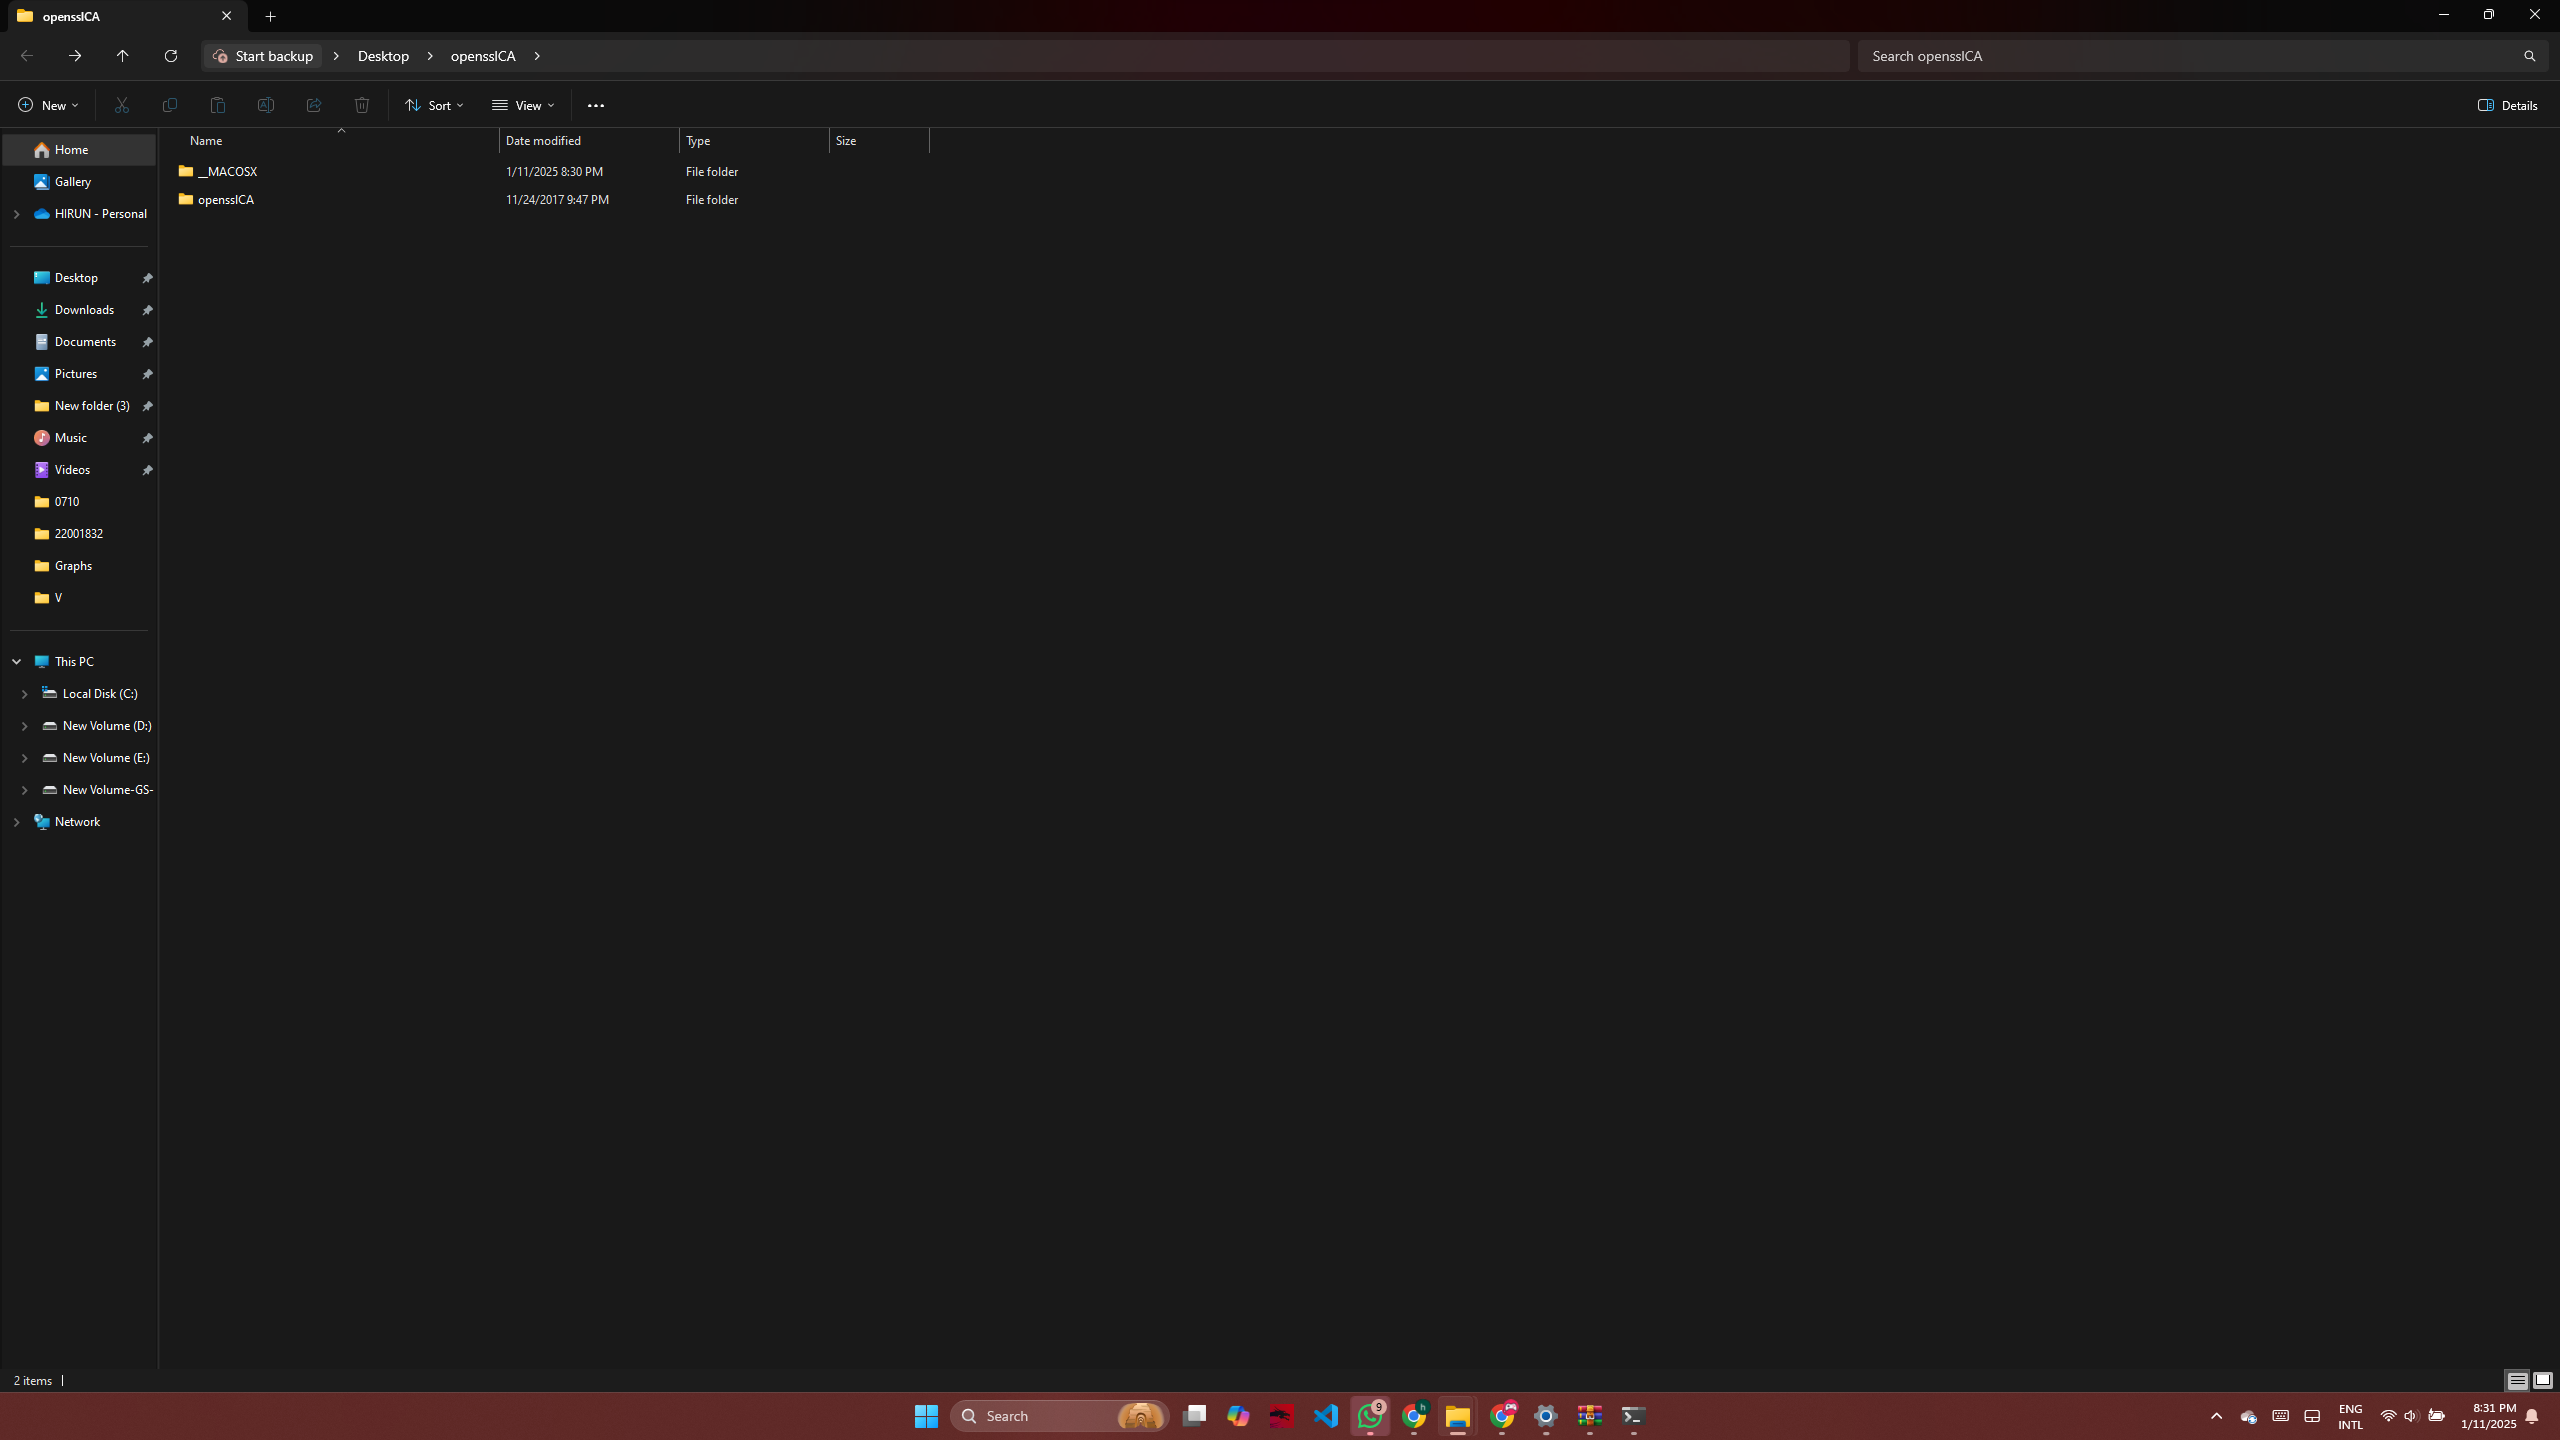 opensslCA
Start backup
Desktop
opensslCA
Search opensslCA
New
Sort
View
Details
Name
Date modified
Type
Size
__MACOSX
1/11/2025 8:30 PM
File folder
opensslCA
11/24/2017 9:47 PM
File folder
Home
Gallery
HIRUN - Personal
Desktop
Downloads
Documents
Pictures
New folder (3)
Music
Videos
0710
22001832
Graphs
V
This PC
Local Disk (C:)
New Volume (D:)
New Volume (E:)
New Volume-GS-
Network
2 items
Search
9
h
ENG
INTL
8:31 PM
1/11/2025